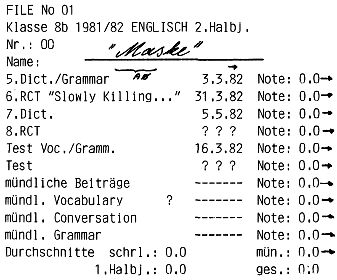 FILE No 01
Klasse 8b 1981/82 ENGLISCH 2.Halbj.
Nr.: 00 "Maske"
Name:
5.Dict./Grammar 3.3.82 Note: 0.0→
6.RCT "Slowly Killing..." 31.3.82 Note: 0.0→
7.Dict. 5.5.82 Note: 0.0→
8.RCT ? ? ? Note: 0.0→
Test Voc./Gramm. 16.3.82 Note: 0.0→
Test ? ? ? Note: 0.0→
mündliche Beiträge ------- Note: 0.0→
mündl. Vocabulary ? ------- Note: 0.0→
mündl. Conversation ------- Note: 0.0→
mündl. Grammar ------- Note: 0.0→
Durchschnitte schrl.: 0.0 mün.: 0.0→
1.Halbj.: 0.0 ges.: 0.0